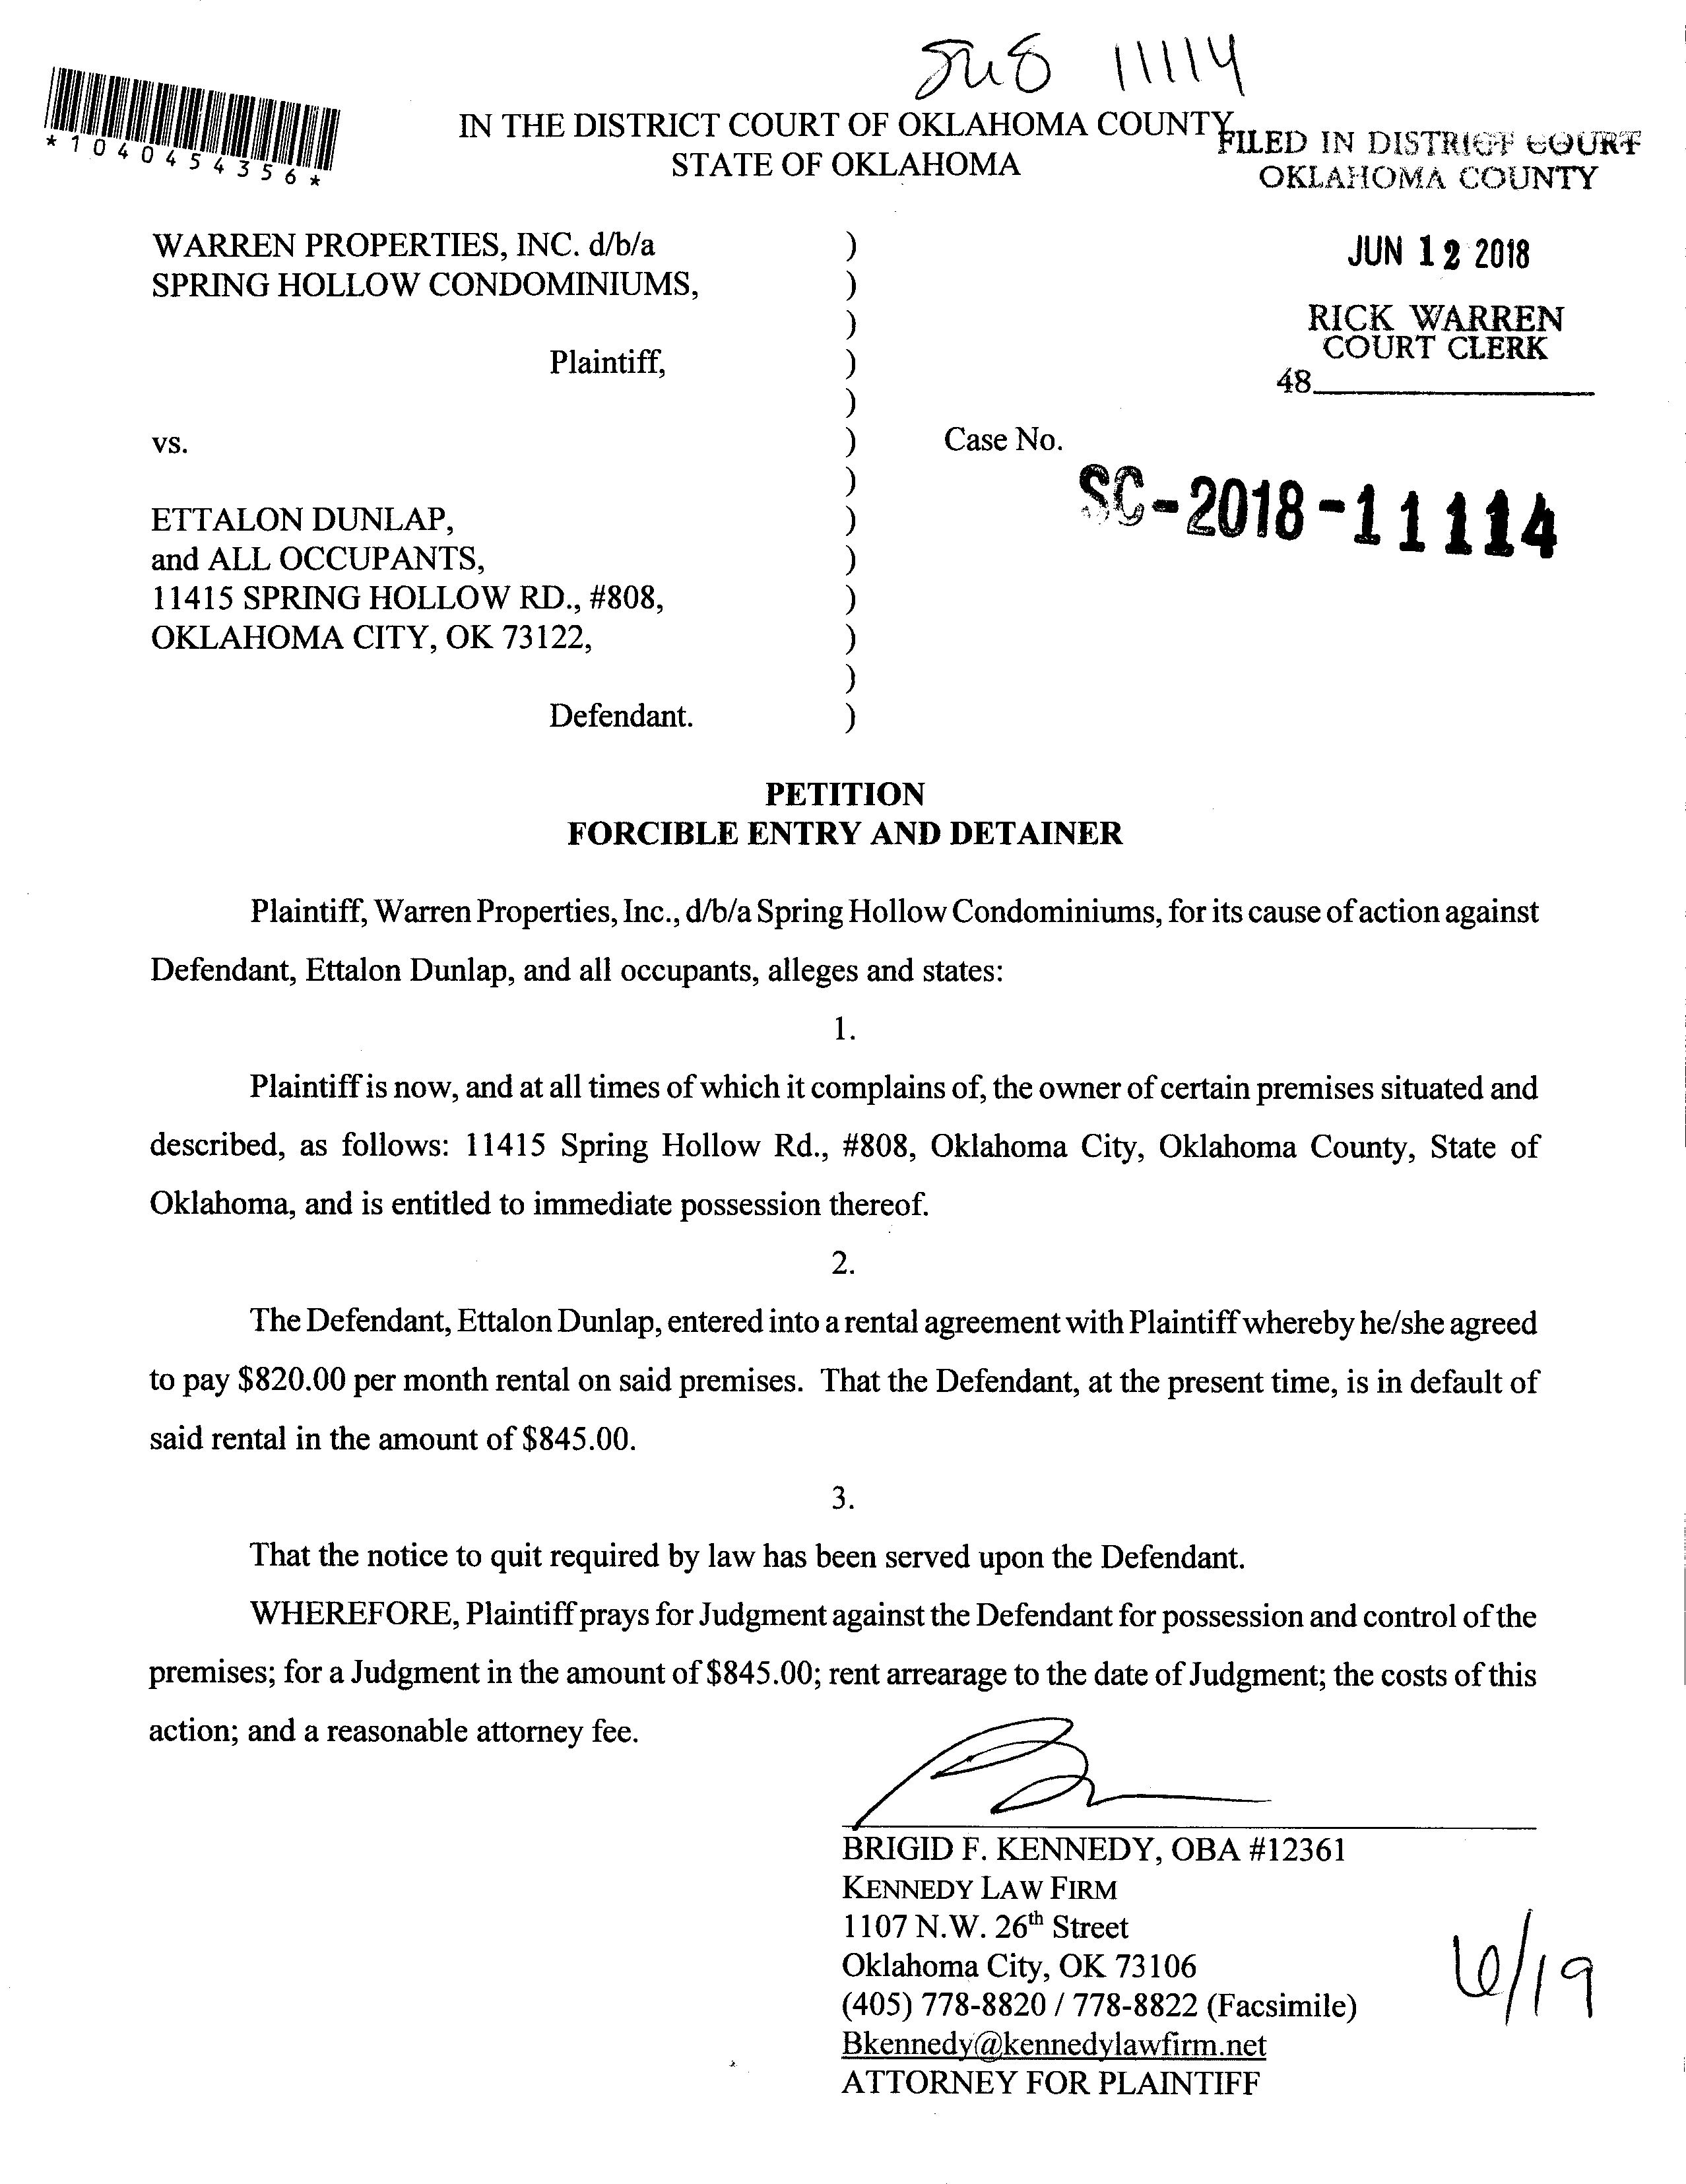 11114
*1040454356*
IN THE DISTRICT COURT OF OKLAHOMA COUNTY
STATE OF OKLAHOMA
FILED IN DISTRICT COURT
OKLAHOMA COUNTY
JUN 12 2018
RICK WARREN
COURT CLERK
48
WARREN PROPERTIES, INC. d/b/a )
SPRING HOLLOW CONDOMINIUMS, )
)
Plaintiff, )
)
vs. ) Case No.
SC-2018-11114
)
ETTALON DUNLAP, )
and ALL OCCUPANTS, )
11415 SPRING HOLLOW RD., #808, )
OKLAHOMA CITY, OK 73122, )
)
Defendant. )
PETITION
FORCIBLE ENTRY AND DETAINER
Plaintiff, Warren Properties, Inc., d/b/a Spring Hollow Condominiums, for its cause of action against
Defendant, Ettalon Dunlap, and all occupants, alleges and states:
1.
Plaintiff is now, and at all times of which it complains of, the owner of certain premises situated and
described, as follows: 11415 Spring Hollow Rd., #808, Oklahoma City, Oklahoma County, State of
Oklahoma, and is entitled to immediate possession thereof.
2.
The Defendant, Ettalon Dunlap, entered into a rental agreement with Plaintiff whereby he/she agreed
to pay $820.00 per month rental on said premises. That the Defendant, at the present time, is in default of
said rental in the amount of $845.00.
3.
That the notice to quit required by law has been served upon the Defendant.
WHEREFORE, Plaintiff prays for Judgment against the Defendant for possession and control of the
premises; for a Judgment in the amount of $845.00; rent arrearage to the date of Judgment; the costs of this
action; and a reasonable attorney fee.
BRIGID F. KENNEDY, OBA #12361
KENNEDY LAW FIRM
1107 N.W. 26th Street
Oklahoma City, OK 73106
(405) 778-8820 / 778-8822 (Facsimile)
Bkennedy@kennedylawfirm.net
ATTORNEY FOR PLAINTIFF
6/19